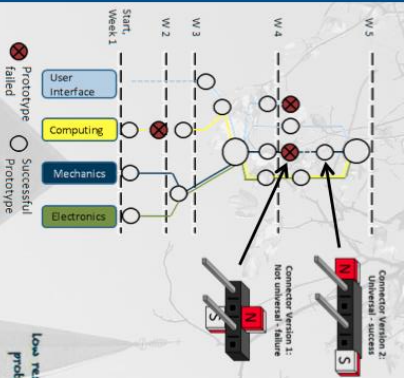 Start,
Week 1
W 2
W 3
W 4
W 5
User
Interface
Computing
Mechanics
Electronics
Prototype
failed
Successful
Prototype
Connector Version 1:
Not universal - failure
N
S
Connector Version 2:
Universal - success
N
S